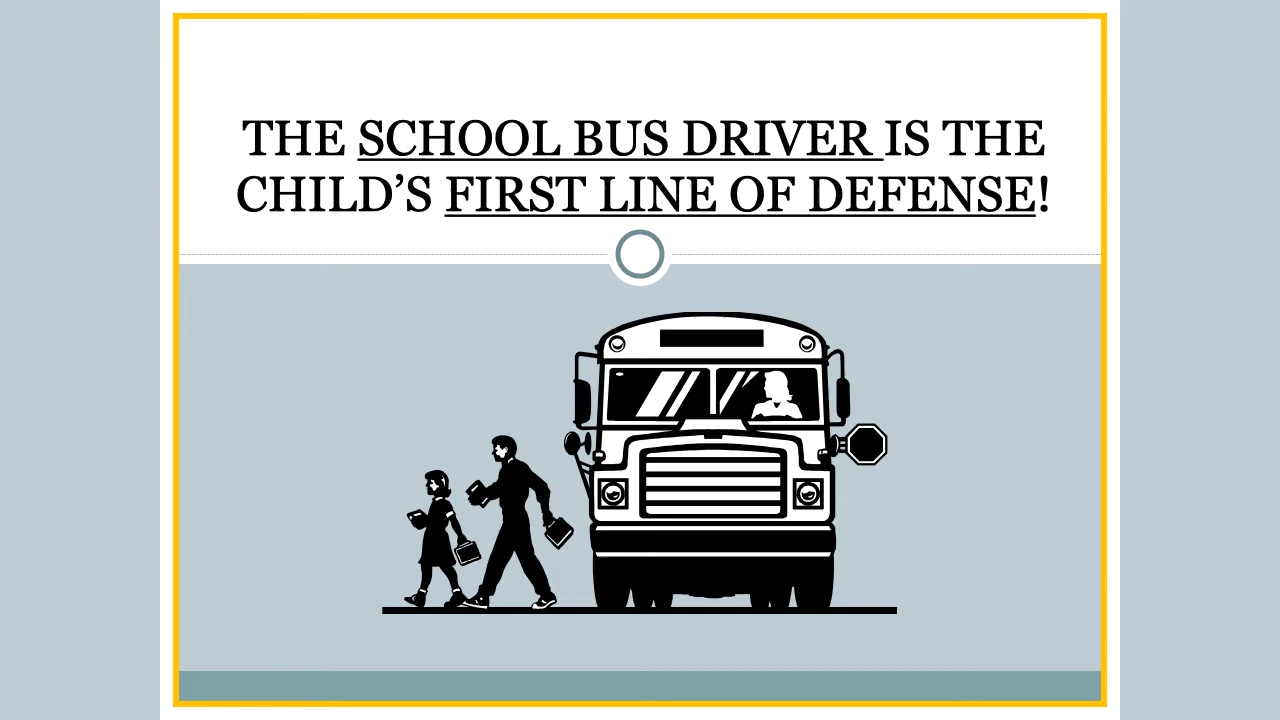 THE SCHOOL BUS DRIVER IS THE
CHILD’S FIRST LINE OF DEFENSE!